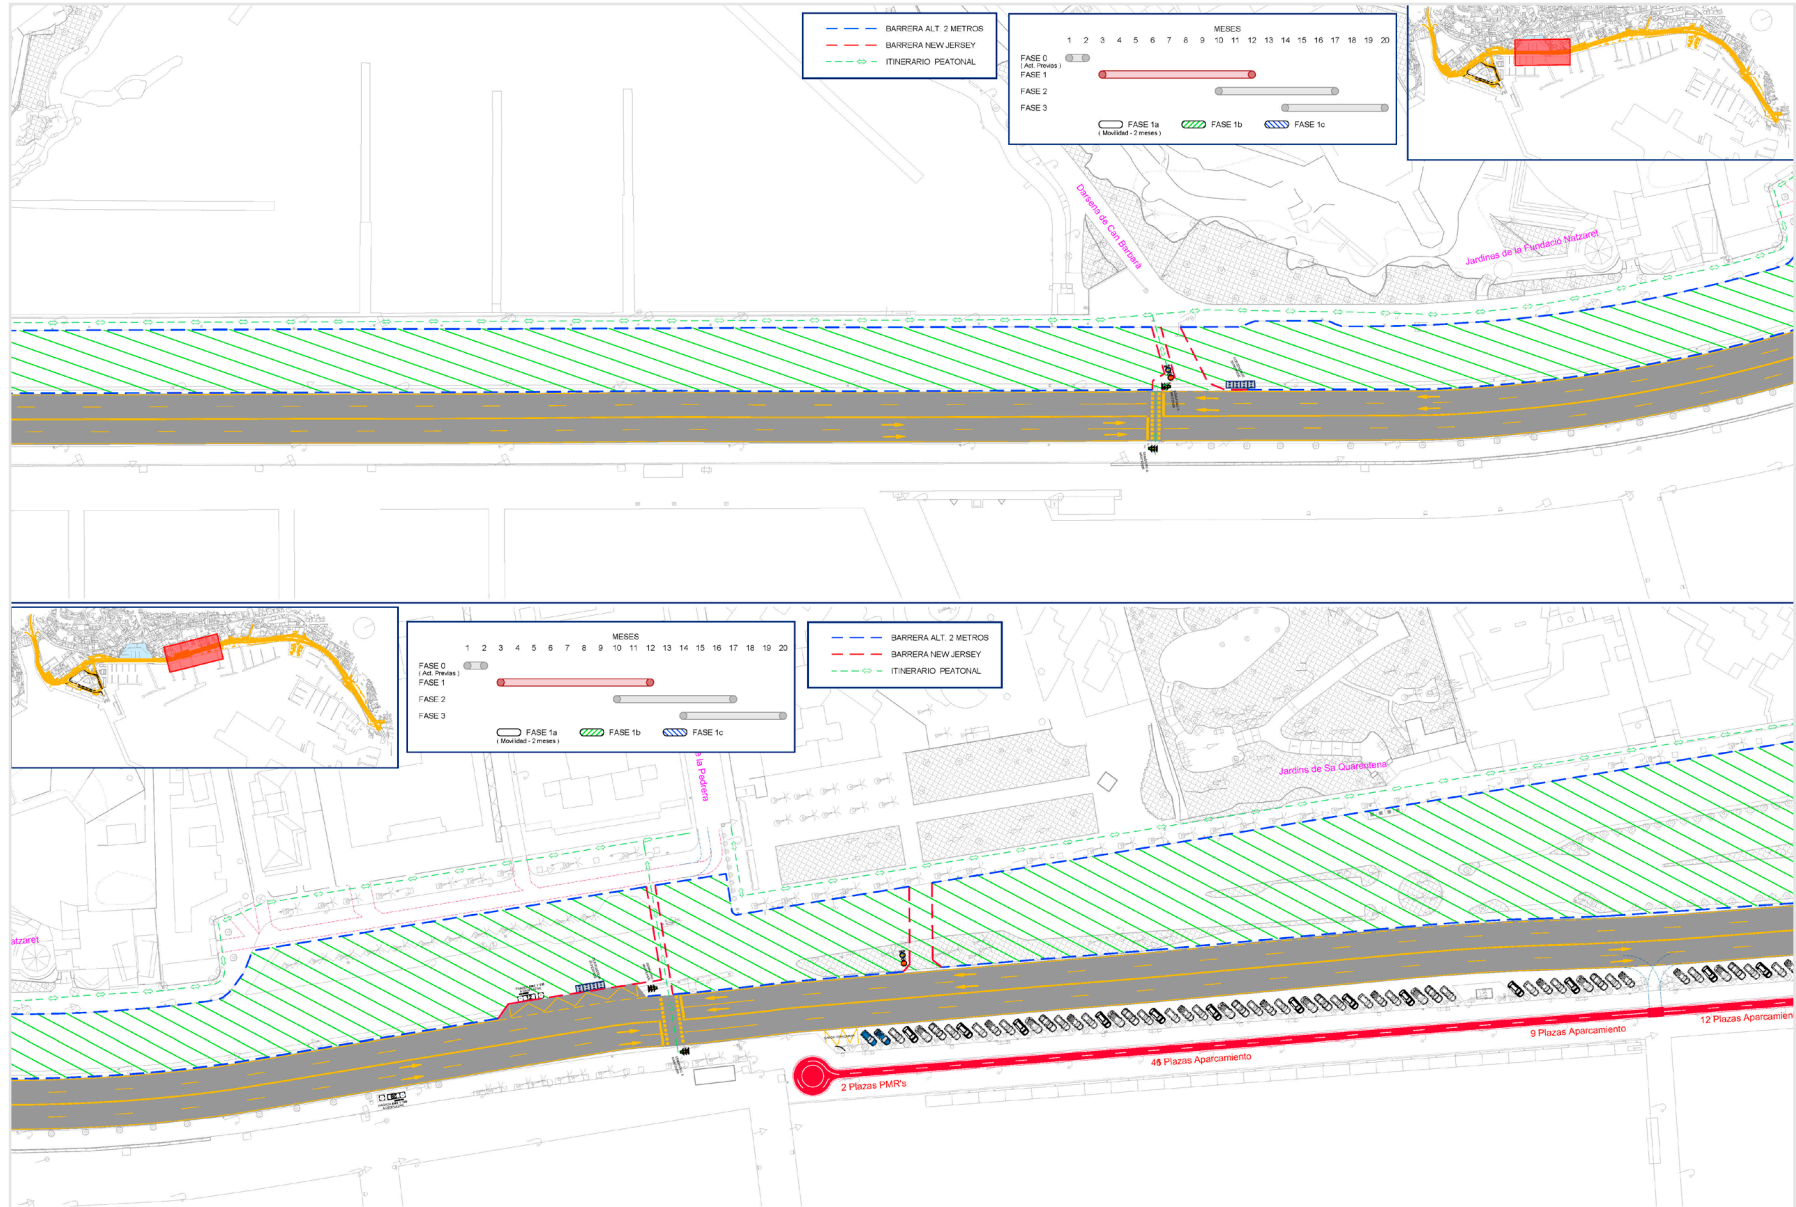 BARRERA ALT. 2 METROS
BARRERA NEW JERSEY
ITINERARIO PEATONAL
MESES
1 2 3 4 5 6 7 8 9 10 11 12 13 14 15 16 17 18 19 20
FASE 0
( Act. Previas )
FASE 1
FASE 2
FASE 3
FASE 1a
( Movilidad - 2 meses )
FASE 1b
FASE 1c
Darsena de Can Barbarà
Jardines de la Fundació Natzaret
MESES
1 2 3 4 5 6 7 8 9 10 11 12 13 14 15 16 17 18 19 20
FASE 0
( Act. Previas )
FASE 1
FASE 2
FASE 3
FASE 1a
( Movilidad - 2 meses )
FASE 1b
FASE 1c
BARRERA ALT. 2 METROS
BARRERA NEW JERSEY
ITINERARIO PEATONAL
la Pedrera
Jardins de Sa Quarentena
atzaret
2 Plazas PMR's
Plazas Aparcamiento
9 Plazas Aparcamiento
12 Plazas Aparcamien